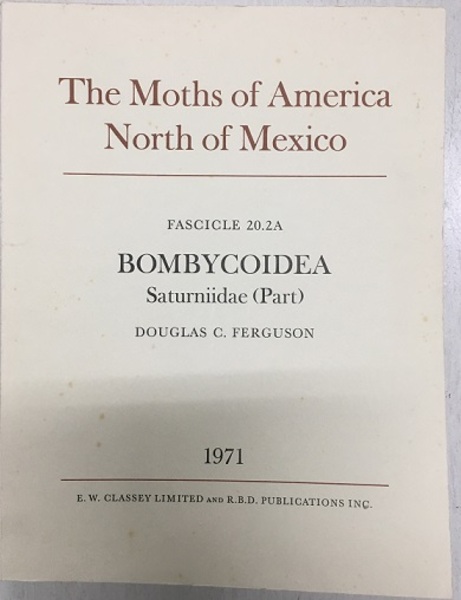 The Moths of America
North of Mexico
FASCICLE 20.2A
BOMBYCOIDEA
Saturniidae (Part)
DOUGLAS C. FERGUSON
1971
E. W. CLASSEY LIMITED AND R.B.D. PUBLICATIONS INC.